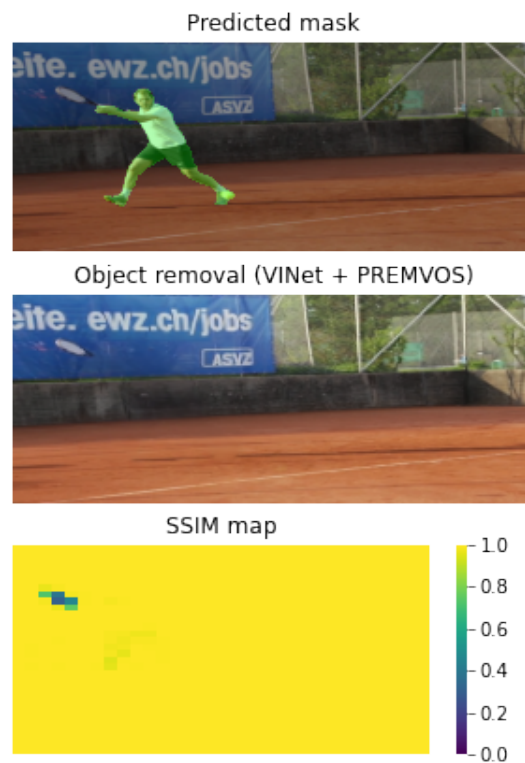 Predicted mask
eite. ewz.ch/jobs
ASVZ
Object removal (VINet + PREMVOS)
eite. ewz.ch/jobs
ASVZ
SSIM map
1.0
0.8
0.6
0.4
0.2
0.0